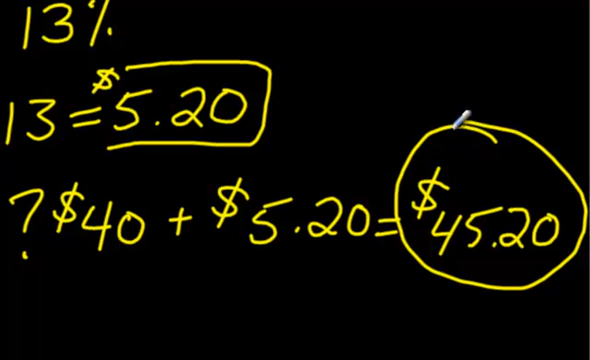 13%
13 = $5.20
? $40 + $5.20 = $45.20